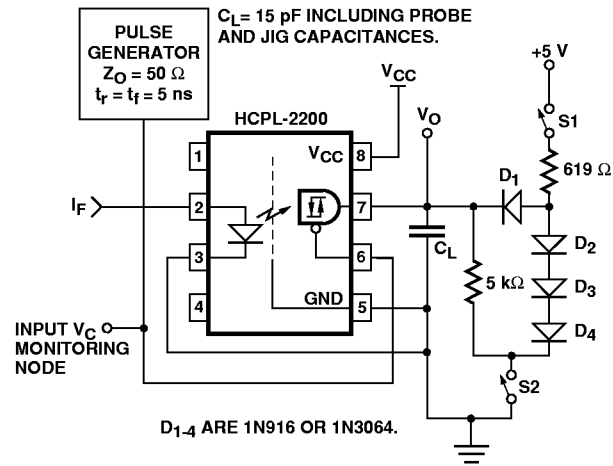 C_L= 15 pF INCLUDING PROBE
AND JIG CAPACITANCES.
PULSE
GENERATOR
Z_O = 50 Ω
t_r = t_f = 5 ns
+5 V
V_CC
V_O
S1
HCPL-2200
619 Ω
1
V_CC
8
D_1
I_F
2
7
D_2
C_L
3
6
5 kΩ
D_3
4
GND
5
D_4
INPUT V_C
MONITORING
NODE
S2
D_1-4 ARE 1N916 OR 1N3064.